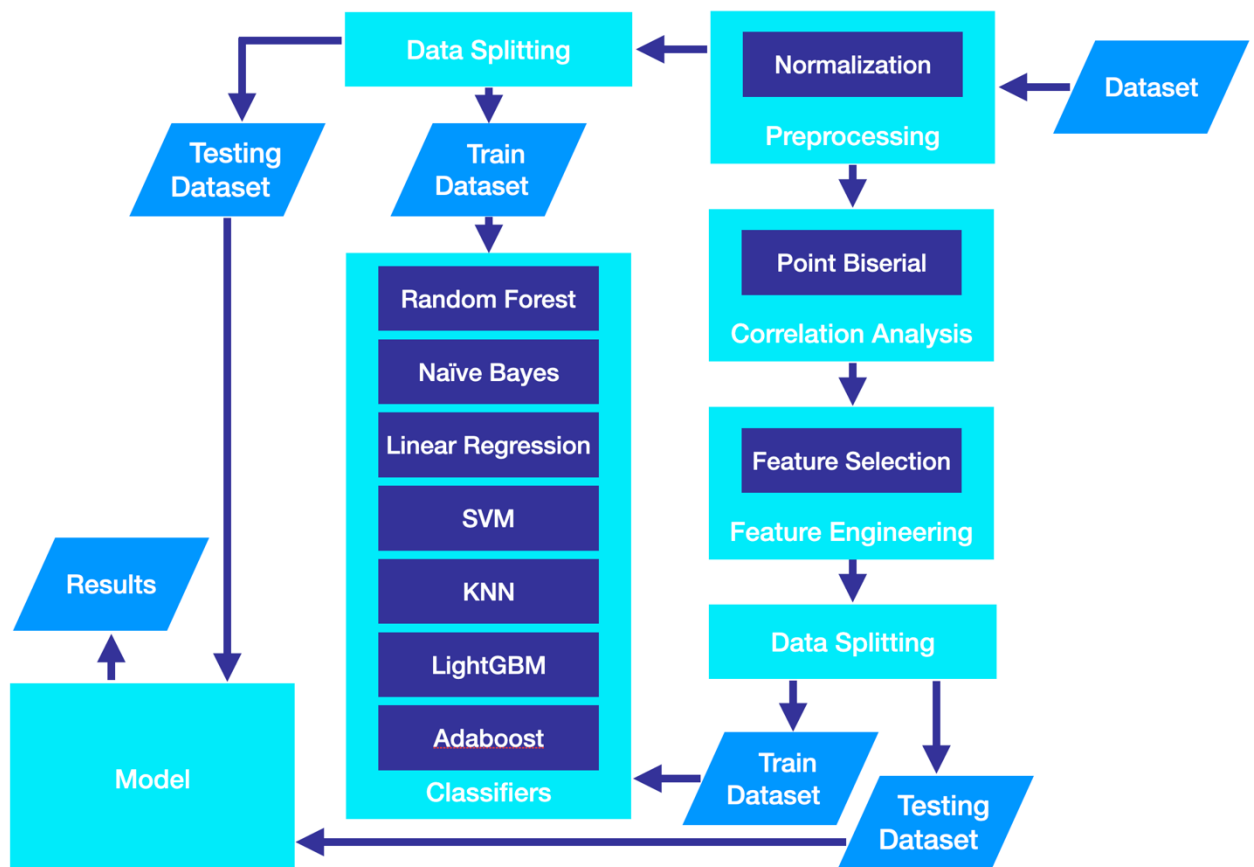 Data Splitting
Normalization
Preprocessing
Dataset
Testing
Dataset
Train
Dataset
Point Biserial
Correlation Analysis
Random Forest
Naïve Bayes
Linear Regression
SVM
KNN
LightGBM
Adaboost
Classifiers
Feature Selection
Feature Engineering
Data Splitting
Train
Dataset
Testing
Dataset
Results
Model